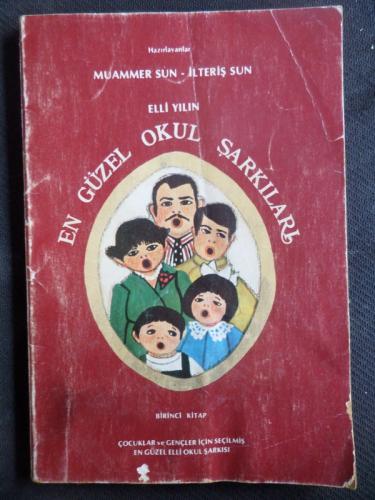 Hazırlayanlar
MUAMMER SUN - İLTERİŞ SUN
ELLİ YILIN
EN GÜZEL OKUL ŞARKILARI
BİRİNCİ KİTAP
ÇOCUKLAR ve GENÇLER İÇİN SEÇİLMİŞ
EN GÜZEL ELLİ OKUL ŞARKISI